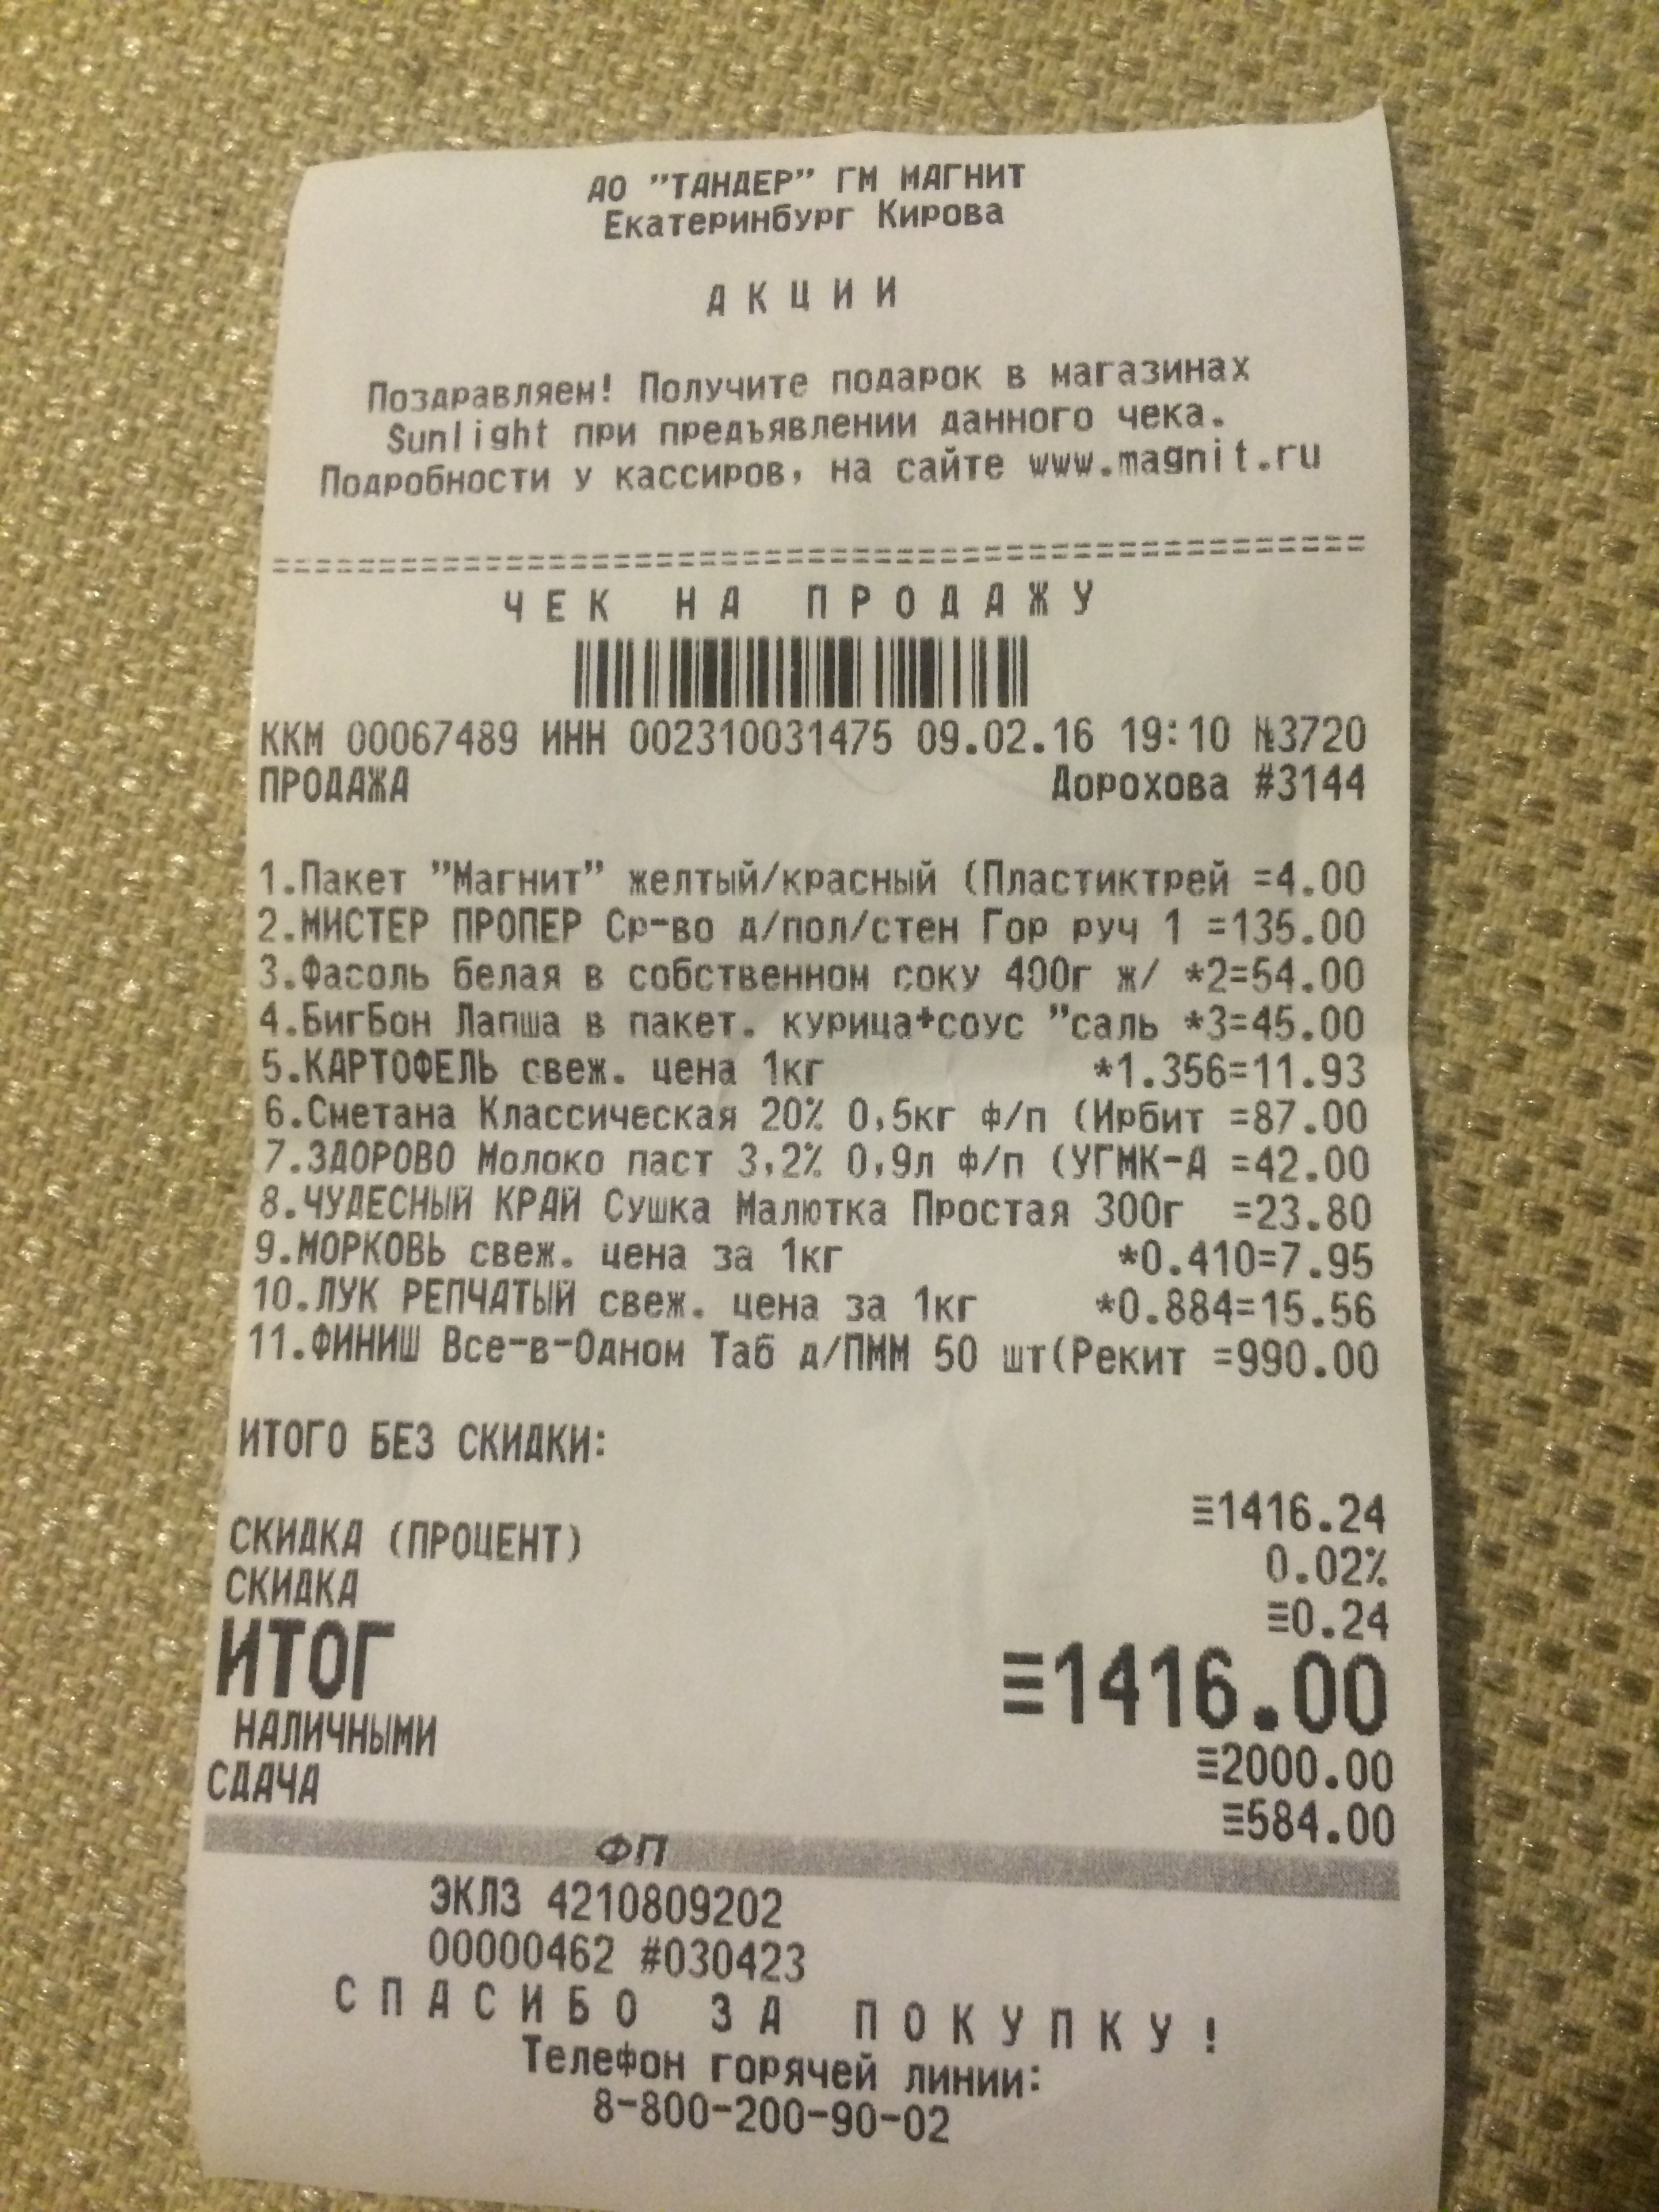 АО "ТАНДЕР" ГМ МАГНИТ
Екатеринбург Кирова
АКЦИИ
Поздравляем! Получите подарок в магазинах
Sunlight при предъявлении данного чека.
Подробности у кассиров, на сайте www.magnit.ru
==================================================
ЧЕК НА ПРОДАЖУ
ККМ 00067489 ИНН 002310031475 09.02.16 19:10 №3720
ПРОДАЖА Дорохова #3144
1.Пакет "Магнит" желтый/красный (Пластиктрей =4.00
2.МИСТЕР ПРОПЕР Ср-во д/пол/стен Гор руч 1 =135.00
3.Фасоль белая в собственном соку 400г ж/ *2=54.00
4.БигБон Лапша в пакет. курица+соус "саль *3=45.00
5.КАРТОФЕЛЬ свеж. цена 1кг *1.356=11.93
6.Сметана Классическая 20% 0,5кг ф/п (Ирбит =87.00
7.ЗДОРОВО Молоко паст 3,2% 0,9л ф/п (УГМК-А =42.00
8.ЧУДЕСНЫЙ КРАЙ Сушка Малютка Простая 300г =23.80
9.МОРКОВЬ свеж. цена за 1кг *0.410=7.95
10.ЛУК РЕПЧАТЫЙ свеж. цена за 1кг *0.884=15.56
11.ФИНИШ Все-в-Одном Таб д/ПММ 50 шт(Рекит =990.00
ИТОГО БЕЗ СКИДКИ:
≡1416.24
СКИДКА (ПРОЦЕНТ) 0.02%
СКИДКА ≡0.24
ИТОГ ≡1416.00
НАЛИЧНЫМИ ≡2000.00
СДАЧА ≡584.00
ФП
ЭКЛЗ 4210809202
00000462 #030423
СПАСИБО ЗА ПОКУПКУ!
Телефон горячей линии:
8-800-200-90-02